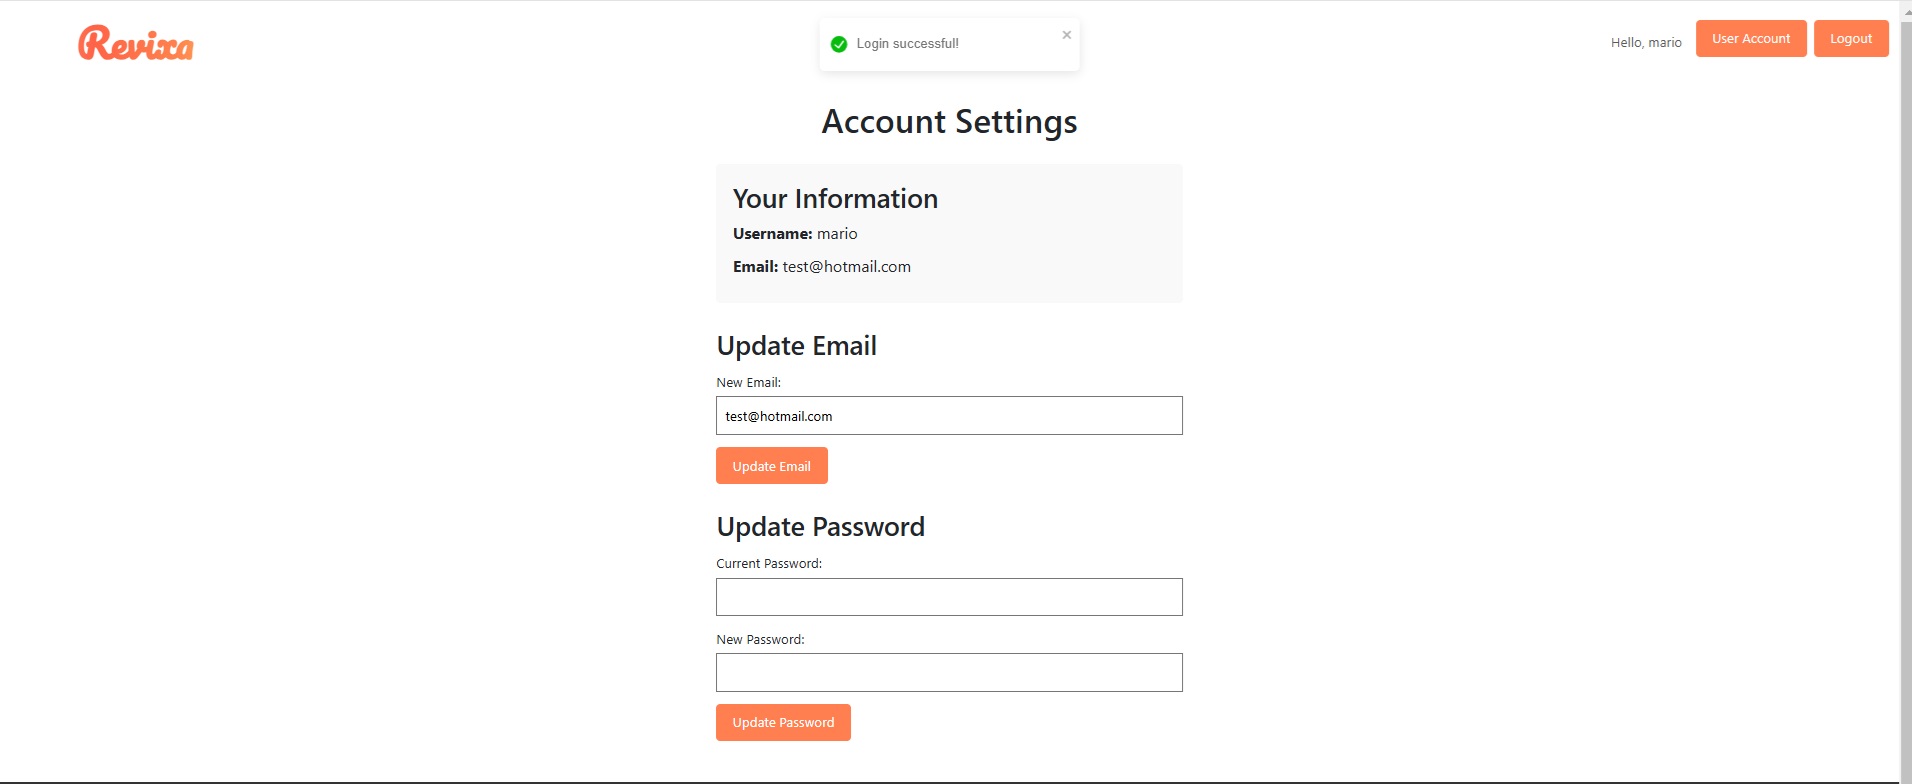 Revixa
Login successful!
×
Hello, mario
User Account
Logout
Account Settings
Your Information
Username: mario
Email: test@hotmail.com
Update Email
New Email:
test@hotmail.com
Update Email
Update Password
Current Password:
New Password:
Update Password